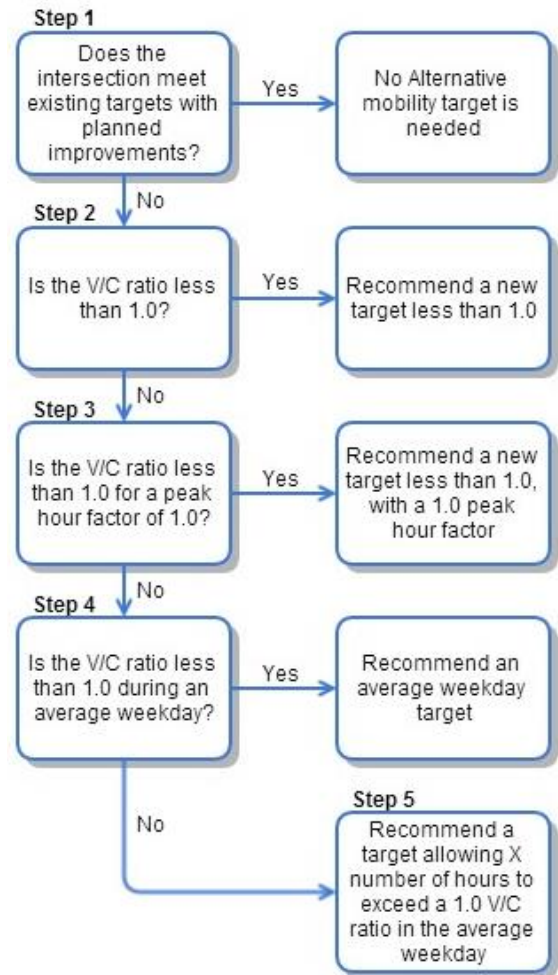 Step 1
Does the
intersection meet
existing targets with
planned
improvements?
Yes
No Alternative
mobility target is
needed
No
Step 2
Is the V/C ratio less
than 1.0?
Yes
Recommend a new
target less than 1.0
No
Step 3
Is the V/C ratio less
than 1.0 for a peak
hour factor of 1.0?
Yes
Recommend a new
target less than 1.0,
with a 1.0 peak
hour factor
No
Step 4
Is the V/C ratio less
than 1.0 during an
average weekday?
Yes
Recommend an
average weekday
target
No
Step 5
Recommend a
target allowing X
number of hours to
exceed a 1.0 V/C
ratio in the average
weekday